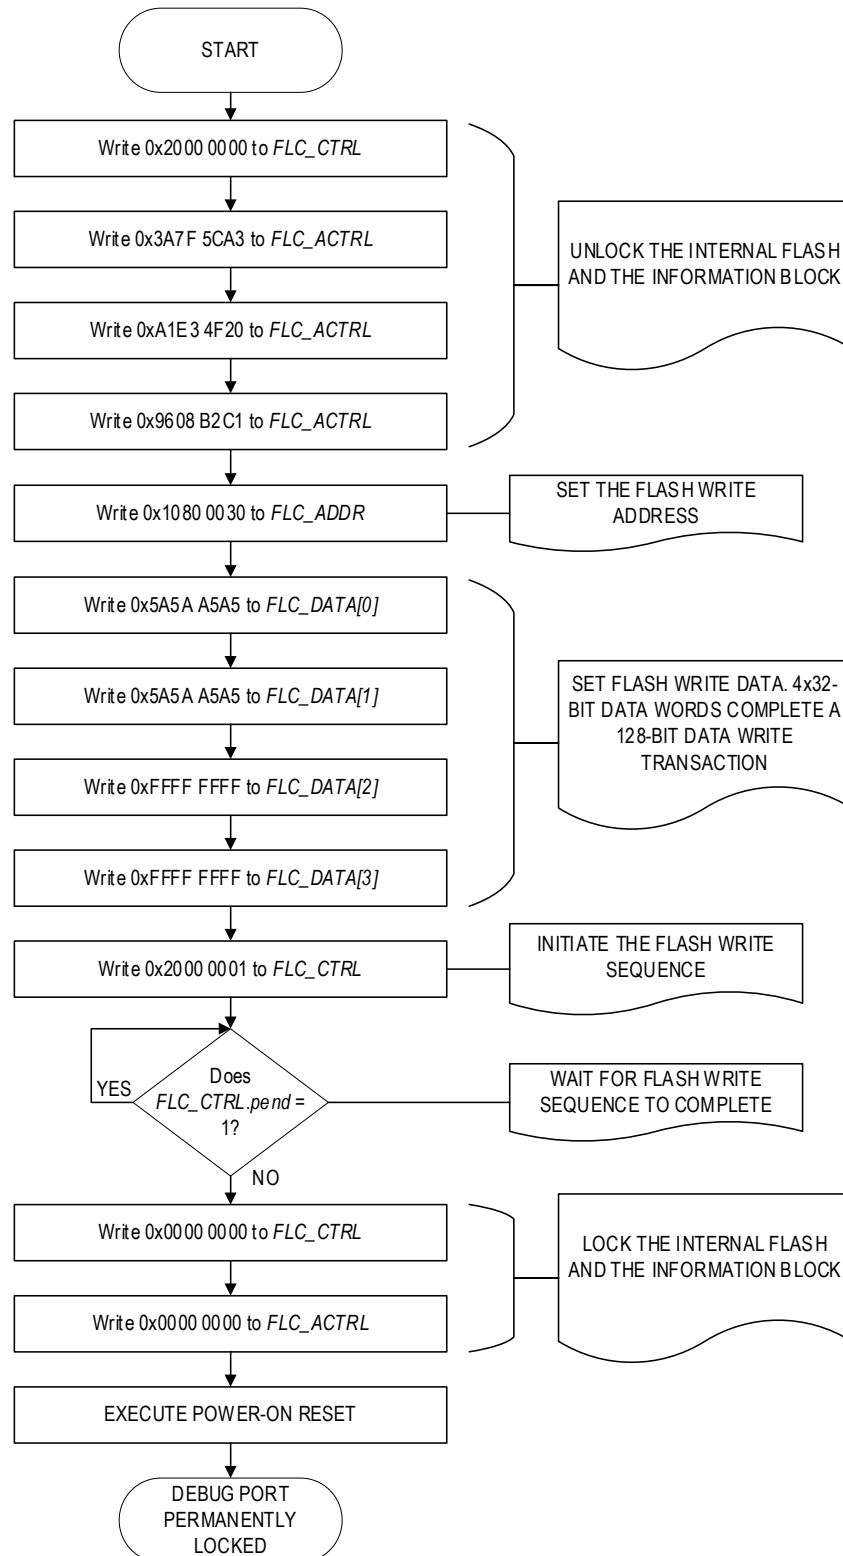 START
Write 0x2000 0000 to FLC_CTRL
Write 0x3A7F 5CA3 to FLC_ACTRL
UNLOCK THE INTERNAL FLASH
AND THE INFORMATION BLOCK
Write 0xA1E3 4F20 to FLC_ACTRL
Write 0x9608 B2C1 to FLC_ACTRL
Write 0x1080 0030 to FLC_ADDR
SET THE FLASH WRITE
ADDRESS
Write 0x5A5A A5A5 to FLC_DATA[0]
Write 0x5A5A A5A5 to FLC_DATA[1]
SET FLASH WRITE DATA. 4x32-
BIT DATA WORDS COMPLETE A
128-BIT DATA WRITE
TRANSACTION
Write 0xFFFF FFFF to FLC_DATA[2]
Write 0xFFFF FFFF to FLC_DATA[3]
Write 0x2000 0001 to FLC_CTRL
INITIATE THE FLASH WRITE
SEQUENCE
Does
FLC_CTRL.pend =
1?
YES
NO
WAIT FOR FLASH WRITE
SEQUENCE TO COMPLETE
Write 0x0000 0000 to FLC_CTRL
LOCK THE INTERNAL FLASH
AND THE INFORMATION BLOCK
Write 0x0000 0000 to FLC_ACTRL
EXECUTE POWER-ON RESET
DEBUG PORT
PERMANENTLY
LOCKED